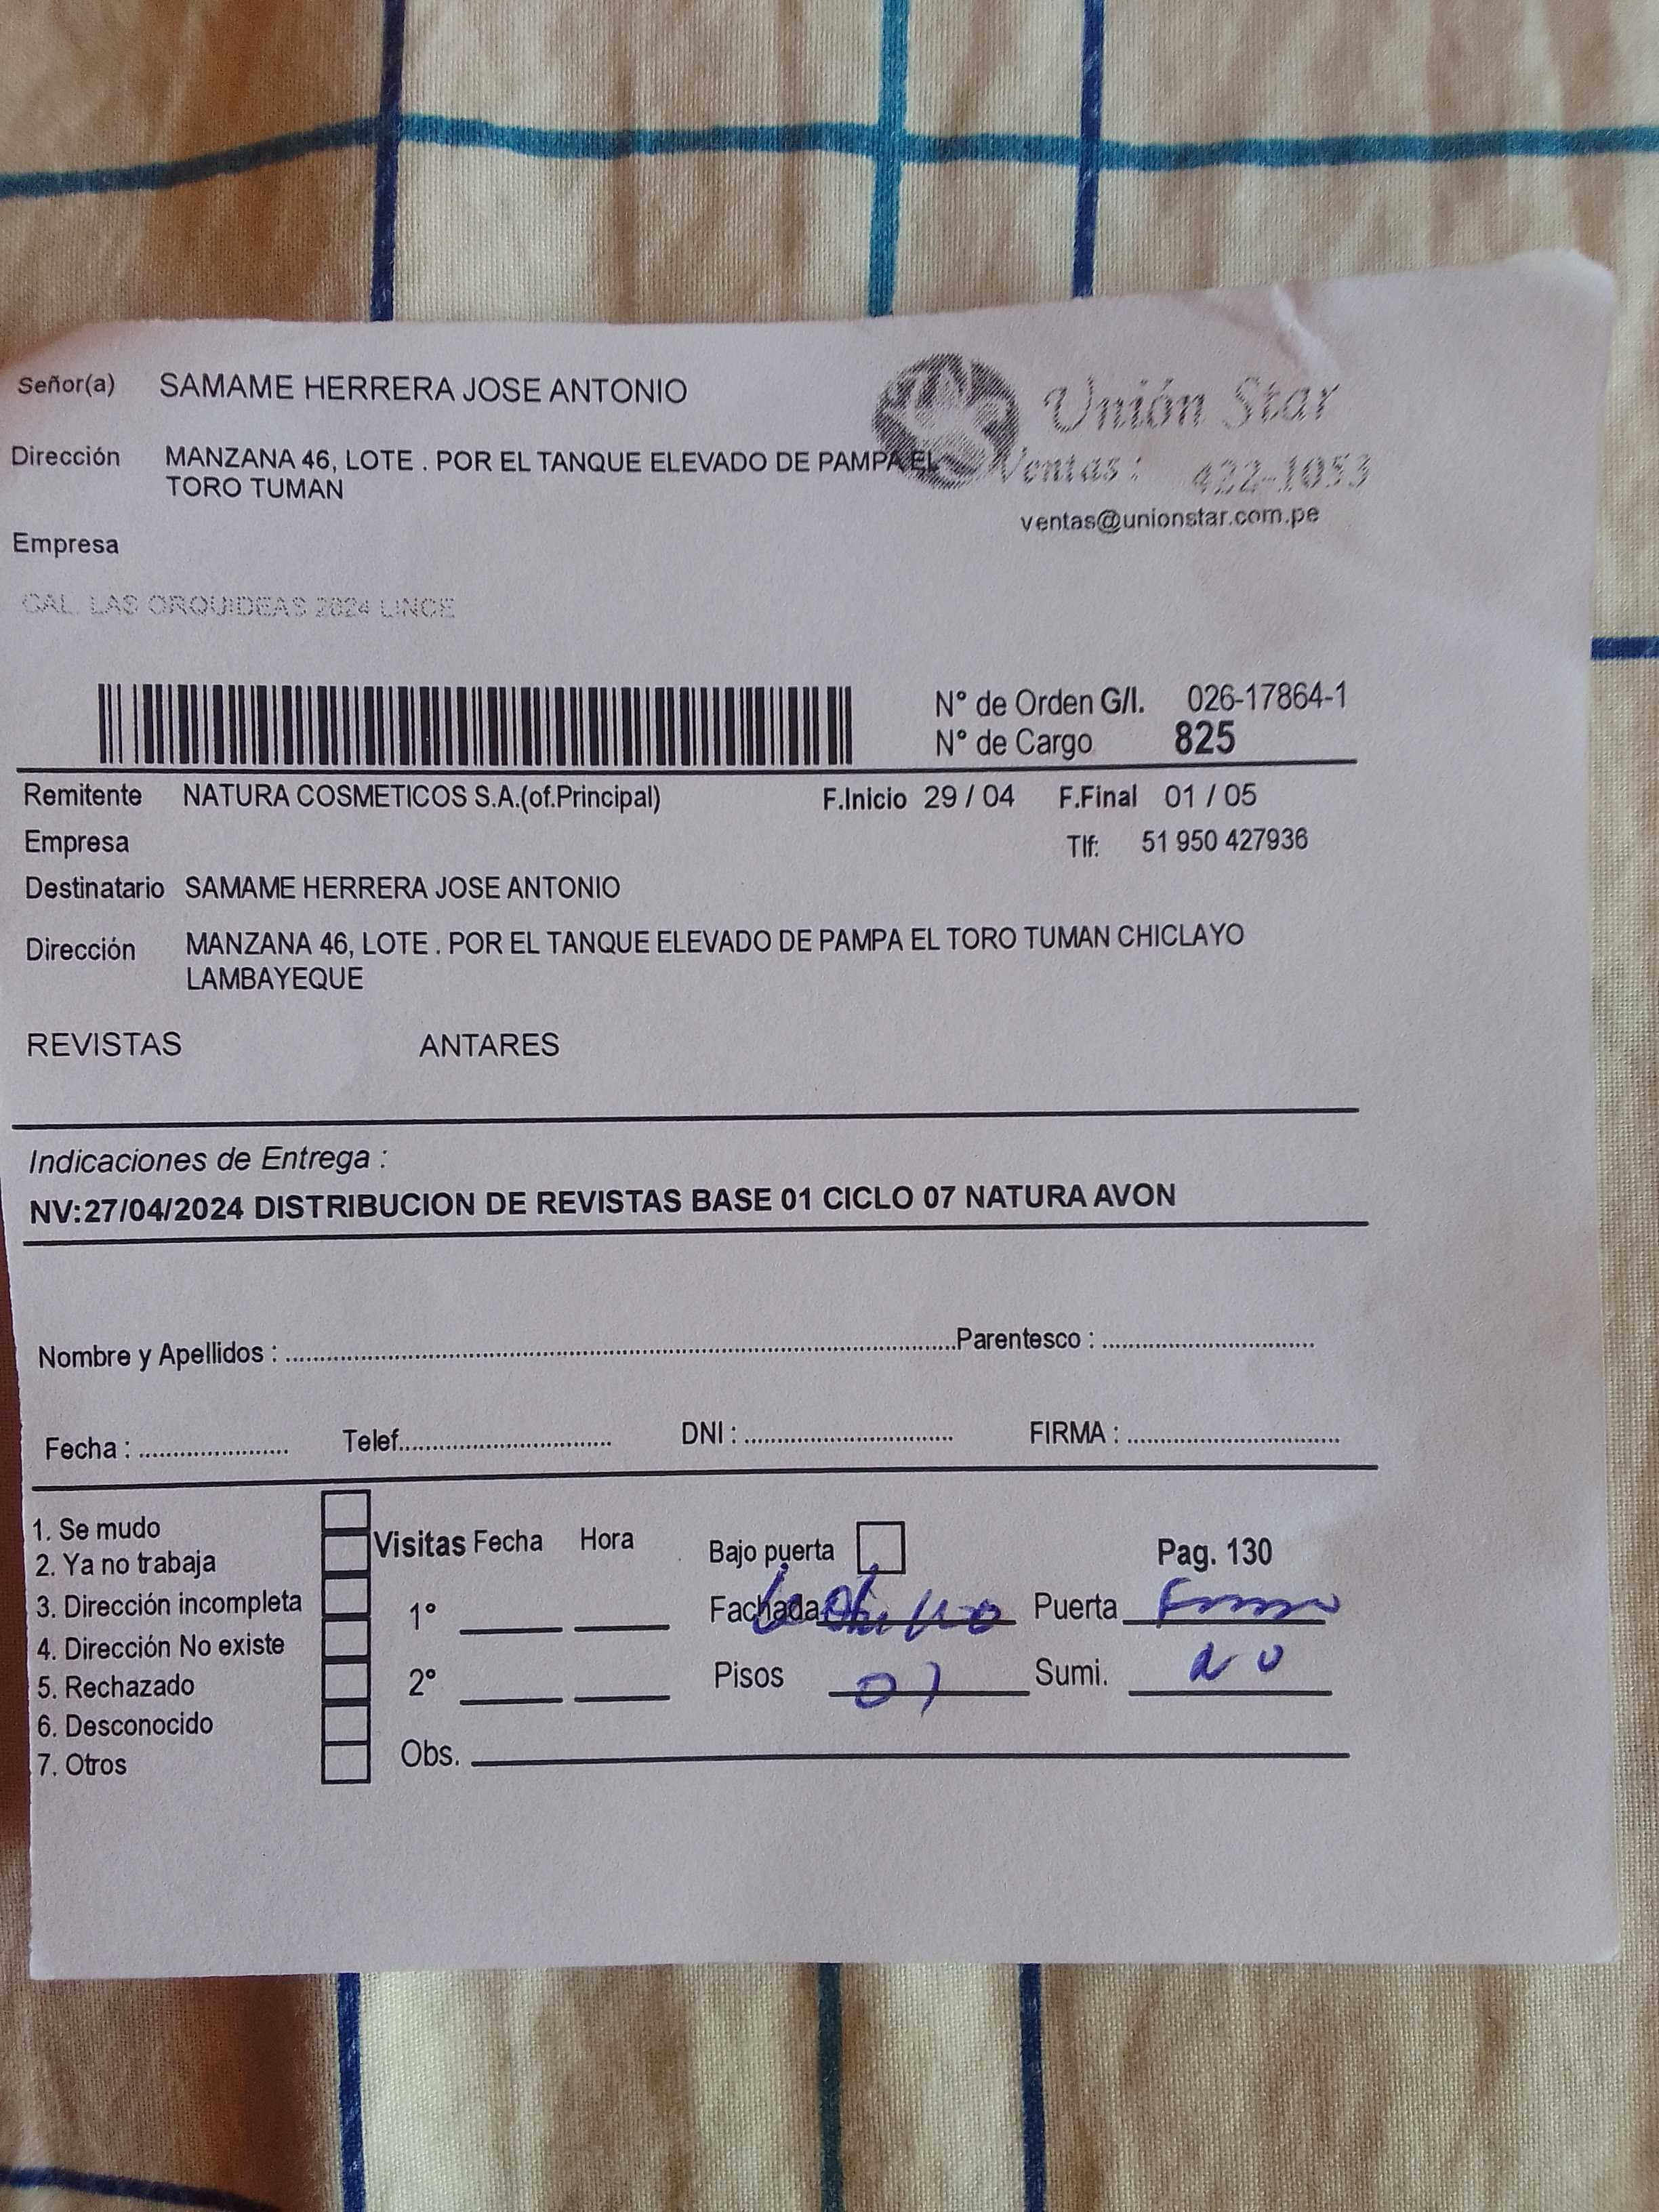 Señor(a) SAMAME HERRERA JOSE ANTONIO
Unión Star
Dirección MANZANA 46, LOTE . POR EL TANQUE ELEVADO DE PAMPA EL
TORO TUMAN
Ventas : 422-1053
ventas@unionstar.com.pe
Empresa
CAL. LAS ORQUIDEAS 2624 LINCE
N° de Orden G/I. 026-17864-1
N° de Cargo 825
Remitente NATURA COSMETICOS S.A.(of.Principal) F.Inicio 29 / 04 F.Final 01 / 05
Empresa Tlf: 51 950 427936
Destinatario SAMAME HERRERA JOSE ANTONIO
Dirección MANZANA 46, LOTE . POR EL TANQUE ELEVADO DE PAMPA EL TORO TUMAN CHICLAYO
LAMBAYEQUE
REVISTAS ANTARES
Indicaciones de Entrega :
NV:27/04/2024 DISTRIBUCION DE REVISTAS BASE 01 CICLO 07 NATURA AVON
Nombre y Apellidos : Parentesco :
Fecha : Telef. DNI : FIRMA :
1. Se mudo
2. Ya no trabaja
3. Dirección incompleta
4. Dirección No existe
5. Rechazado
6. Desconocido
7. Otros
Visitas Fecha Hora
1°
2°
Obs.
Bajo puerta Pag. 130
Fachada Puerta
Pisos 01 Sumi. NO